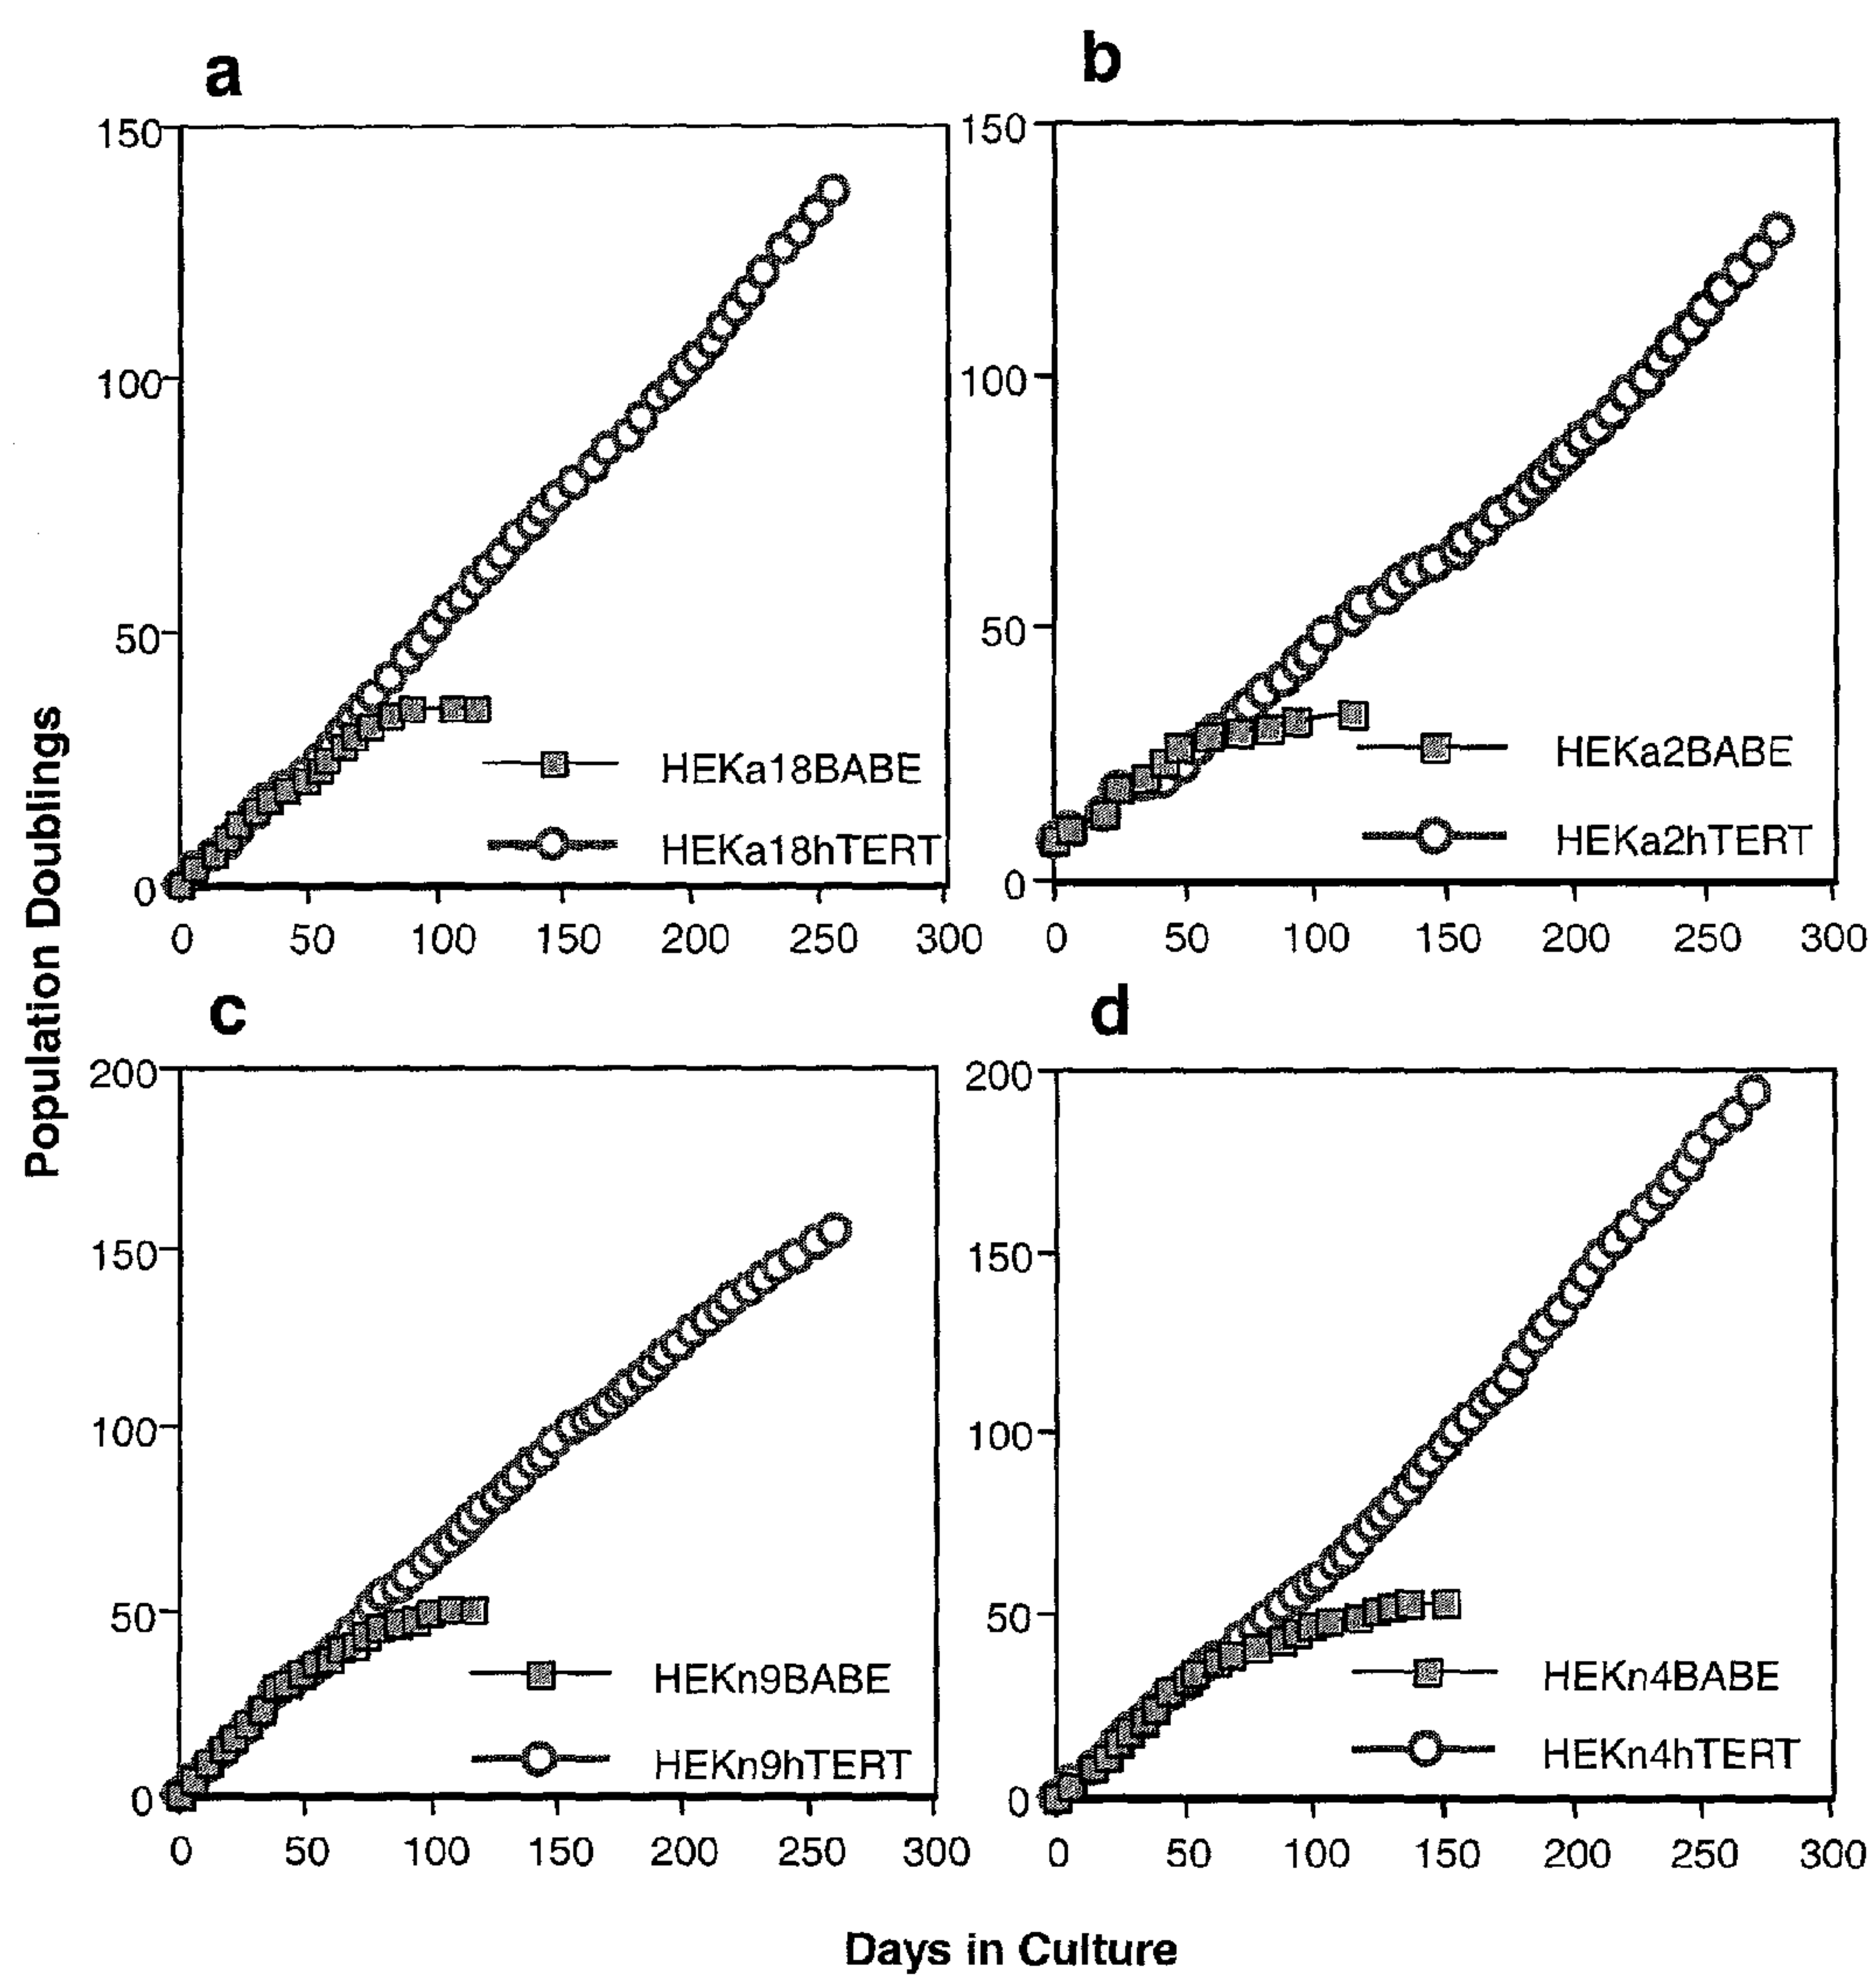 a
150
100
50
0
0 50 100 150 200 250 300
HEKa18BABE
HEKa18hTERT
b
150
100
50
0
0 50 100 150 200 250 300
HEKa2BABE
HEKa2hTERT
Population Doublings
c
200
150
100
50
0
0 50 100 150 200 250 300
HEKn9BABE
HEKn9hTERT
d
200
150
100
50
0
0 50 100 150 200 250 300
HEKn4BABE
HEKn4hTERT
Days in Culture